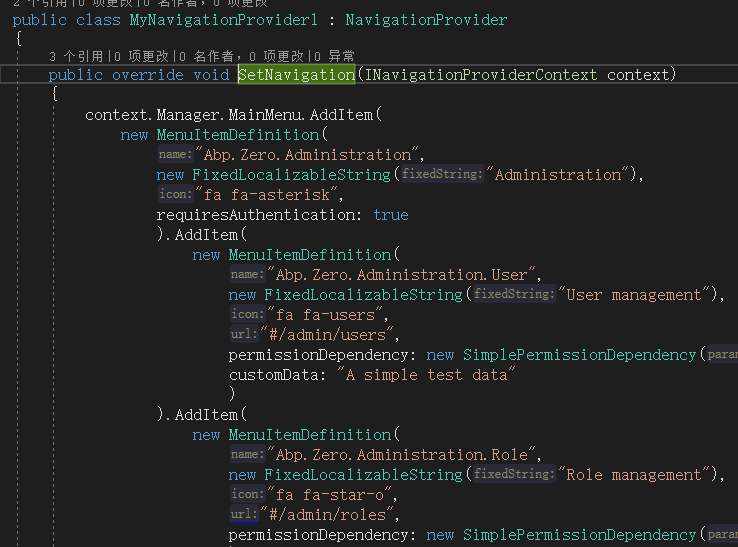 2 个引用|0 项更改|0 名作者，0 项更改|0 异常
public class MyNavigationProvider1 : NavigationProvider
{
3 个引用|0 项更改|0 名作者，0 项更改|0 异常
public override void SetNavigation(INavigationProviderContext context)
{
context.Manager.MainMenu.AddItem(
new MenuItemDefinition(
name:"Abp.Zero.Administration",
new FixedLocalizableString(fixedString:"Administration"),
icon:"fa fa-asterisk",
requiresAuthentication: true
).AddItem(
new MenuItemDefinition(
name:"Abp.Zero.Administration.User",
new FixedLocalizableString(fixedString:"User management"),
icon:"fa fa-users",
url:"#/admin/users",
permissionDependency: new SimplePermissionDependency(param
customData: "A simple test data"
)
).AddItem(
new MenuItemDefinition(
name:"Abp.Zero.Administration.Role",
new FixedLocalizableString(fixedString:"Role management"),
icon:"fa fa-star-o",
url:"#/admin/roles",
permissionDependency: new SimplePermissionDependency(param